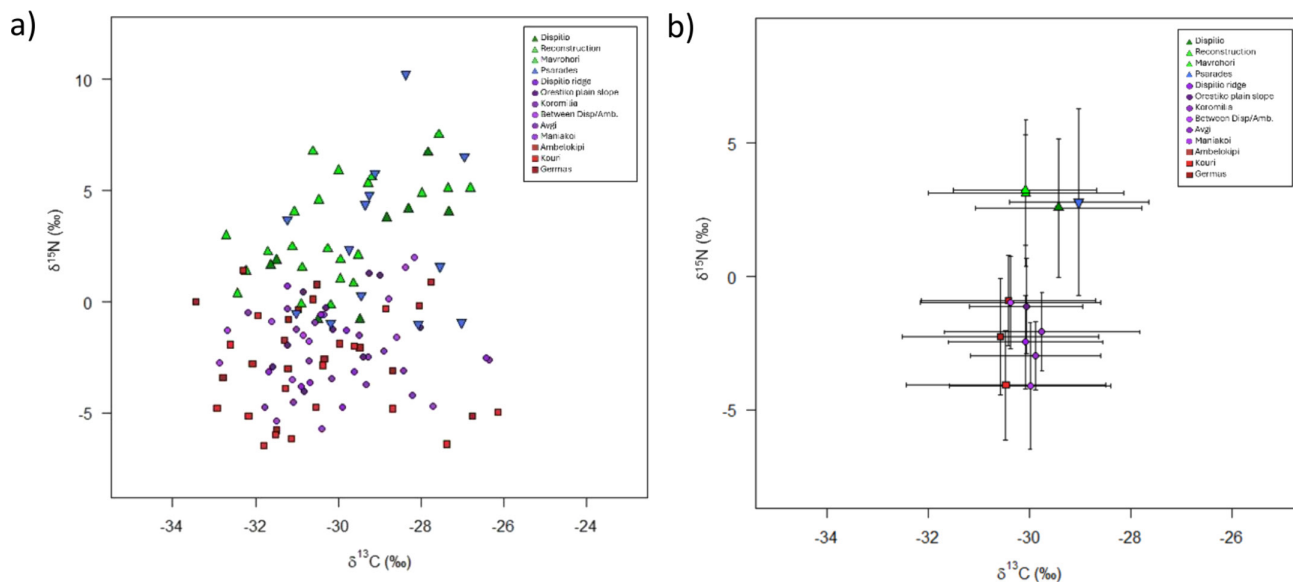 a)
10
5
0
-5
δ15N (‰)
-34
-32
-30
-28
-26
-24
δ13C (‰)
Dispilio
Reconstruction
Mavrohori
Psarades
Dispilio ridge
Orestiko plain slope
Koromilia
Between Disp/Amb.
Avgi
Maniakoi
Ambelokipi
Kouri
Germas
b)
5
0
-5
δ15N (‰)
-34
-32
-30
-28
-26
δ13C (‰)
Dispilio
Reconstruction
Mavrohori
Psarades
Dispilio ridge
Orestiko plain slope
Koromilia
Between Disp/Amb.
Avgi
Maniakoi
Ambelokipi
Kouri
Germas